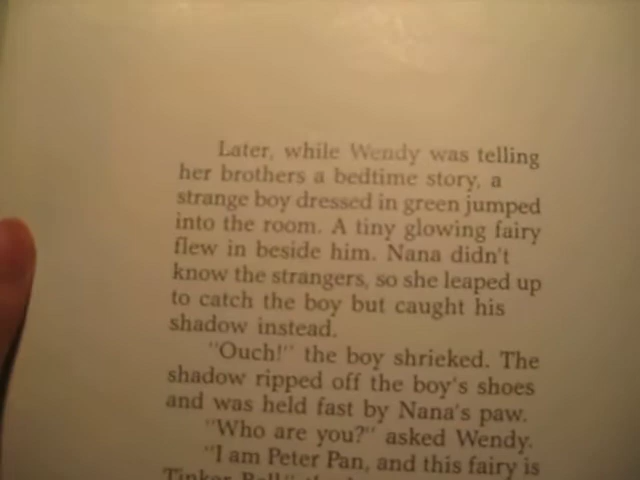 Later, while Wendy was telling
her brothers a bedtime story, a
strange boy dressed in green jumped
into the room. A tiny glowing fairy
flew in beside him. Nana didn't
know the strangers, so she leaped up
to catch the boy but caught his
shadow instead.
"Ouch!" the boy shrieked. The
shadow ripped off the boy's shoes
and was held fast by Nana's paw.
"Who are you?" asked Wendy.
"I am Peter Pan, and this fairy is
Tinker Bell"